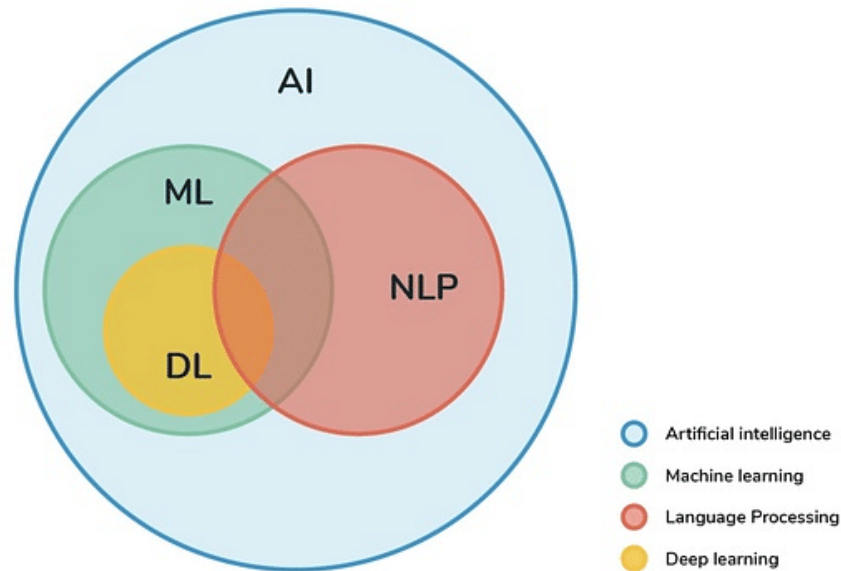 AI
ML
NLP
DL
Artificial intelligence
Machine learning
Language Processing
Deep learning